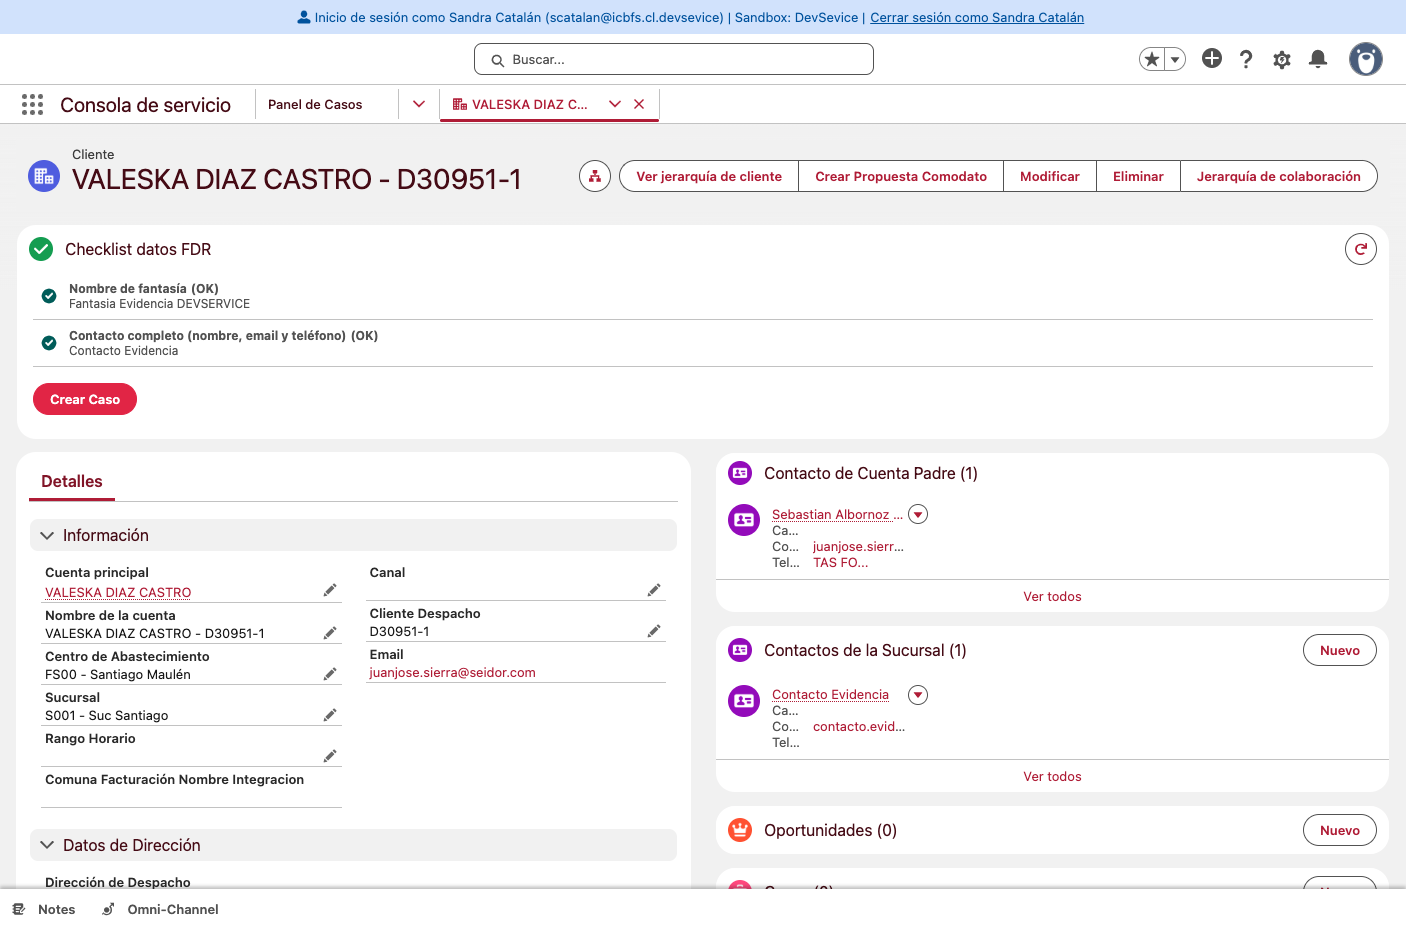 Inicio de sesión como Sandra Catalán (scatalan@icbfs.cl.devsevice) | Sandbox: DevSevice | Cerrar sesión como Sandra Catalán
Buscar...
Consola de servicio
Panel de Casos
VALESKA DIAZ C...
Cliente
VALESKA DIAZ CASTRO - D30951-1
Ver jerarquía de cliente
Crear Propuesta Comodato
Modificar
Eliminar
Jerarquía de colaboración
Checklist datos FDR
Nombre de fantasía (OK)
Fantasia Evidencia DEVSERVICE
Contacto completo (nombre, email y teléfono) (OK)
Contacto Evidencia
Crear Caso
Detalles
Información
Cuenta principal
VALESKA DIAZ CASTRO
Nombre de la cuenta
VALESKA DIAZ CASTRO - D30951-1
Centro de Abastecimiento
FS00 - Santiago Maulén
Sucursal
S001 - Suc Santiago
Rango Horario
Comuna Facturación Nombre Integracion
Canal
Cliente Despacho
D30951-1
Email
juanjose.sierra@seidor.com
Datos de Dirección
Dirección de Despacho
Contacto de Cuenta Padre (1)
Sebastian Albornoz ...
Ca...
Co... juanjose.sierr...
Tel... TAS FO...
Ver todos
Contactos de la Sucursal (1)
Nuevo
Contacto Evidencia
Ca...
Co... contacto.evid...
Tel...
Ver todos
Oportunidades (0)
Nuevo
Notes
Omni-Channel